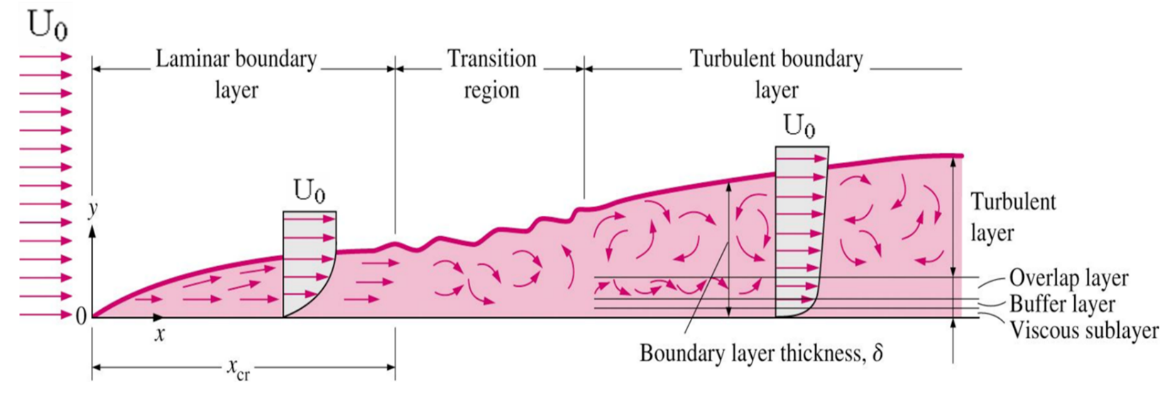 U₀
Laminar boundary
layer
Transition
region
Turbulent boundary
layer
U₀
U₀
y
Turbulent
layer
Overlap layer
Buffer layer
Viscous sublayer
0
x
Boundary layer thickness, δ
x_cr